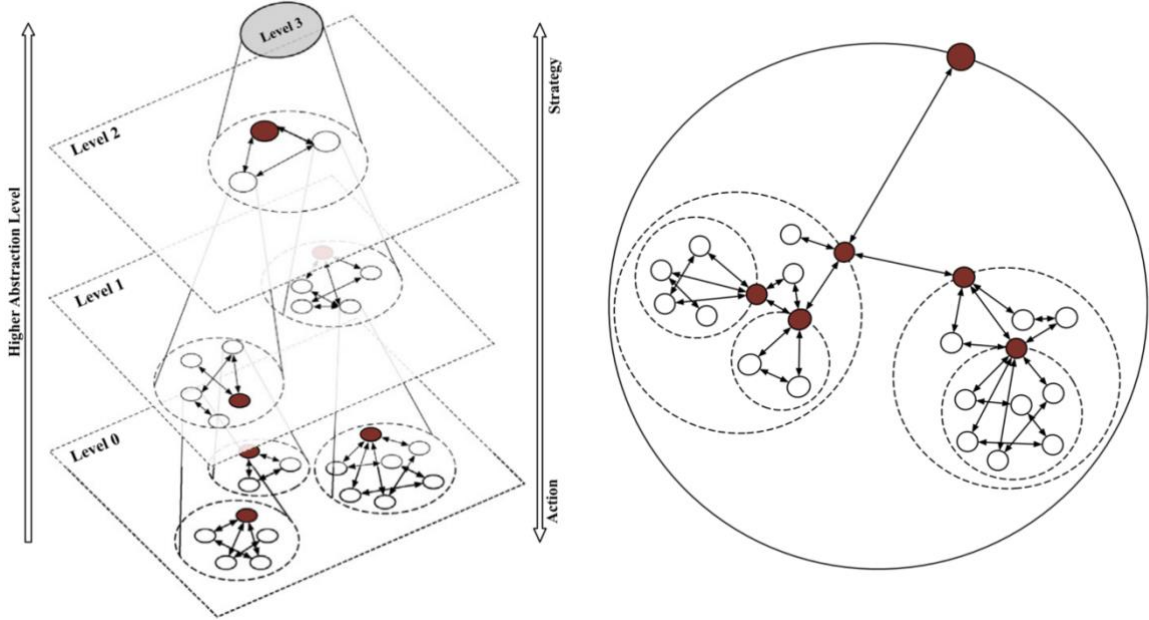 Level 3
Strategy
Level 2
Higher Abstraction Level
Level 1
Level 0
Action